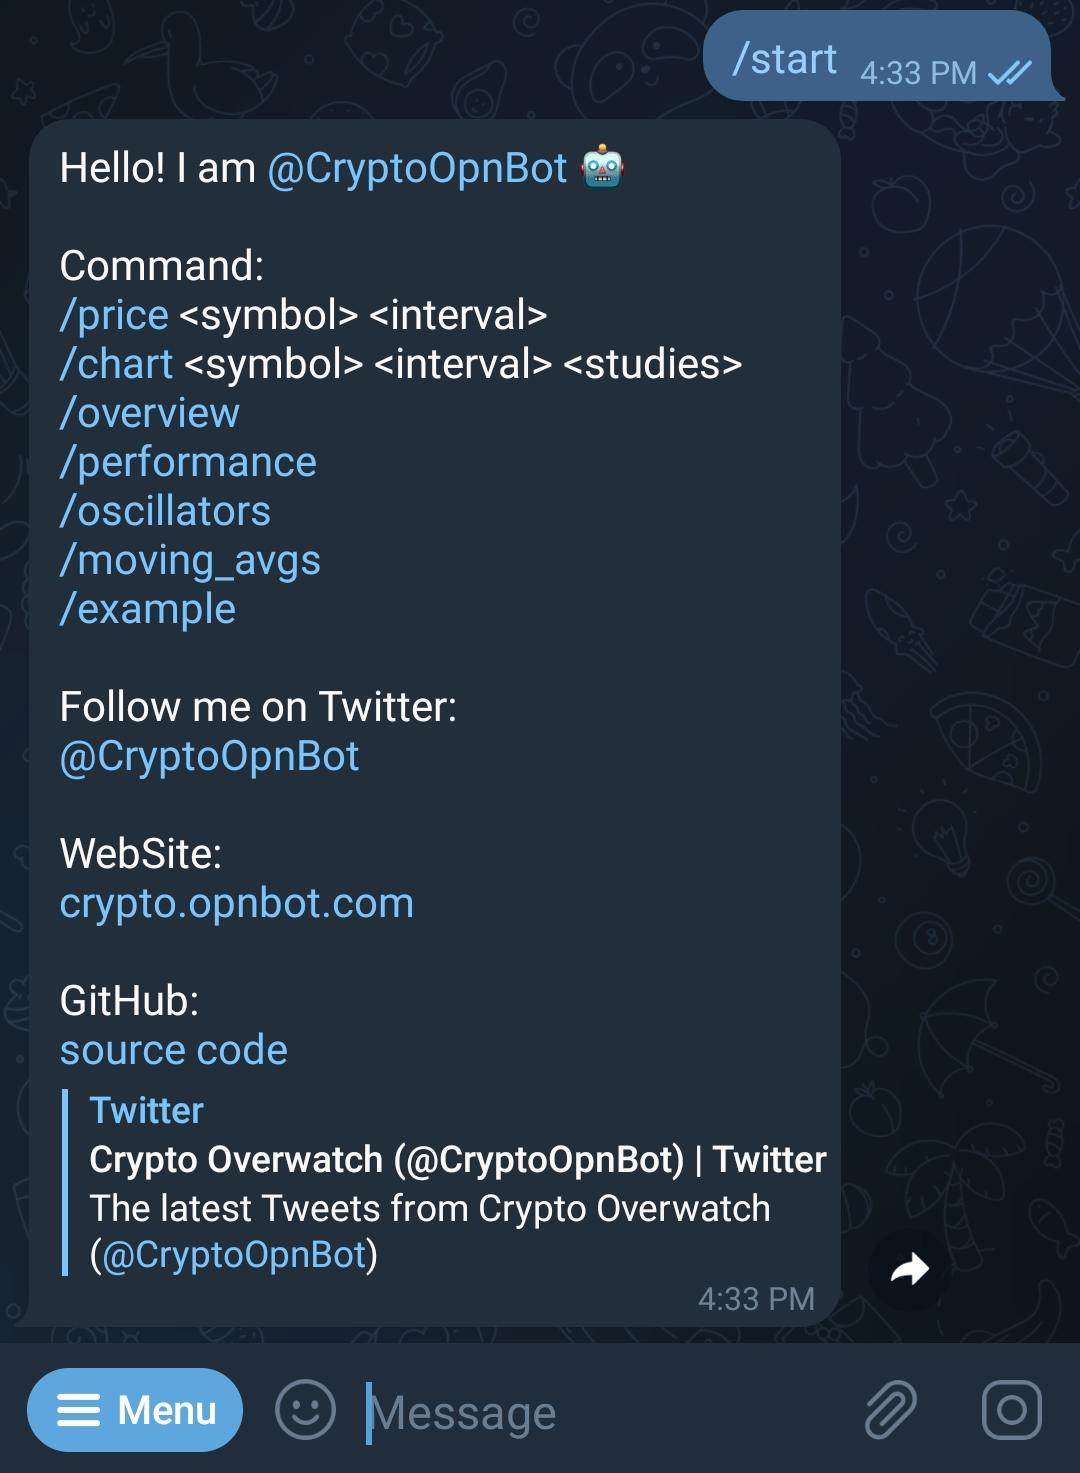 /start 4:33 PM
Hello! I am @CryptoOpnBot
Command:
/price <symbol> <interval>
/chart <symbol> <interval> <studies>
/overview
/performance
/oscillators
/moving_avgs
/example
Follow me on Twitter:
@CryptoOpnBot
WebSite:
crypto.opnbot.com
GitHub:
source code
Twitter
Crypto Overwatch (@CryptoOpnBot) | Twitter
The latest Tweets from Crypto Overwatch
(@CryptoOpnBot)
4:33 PM
Menu
Message